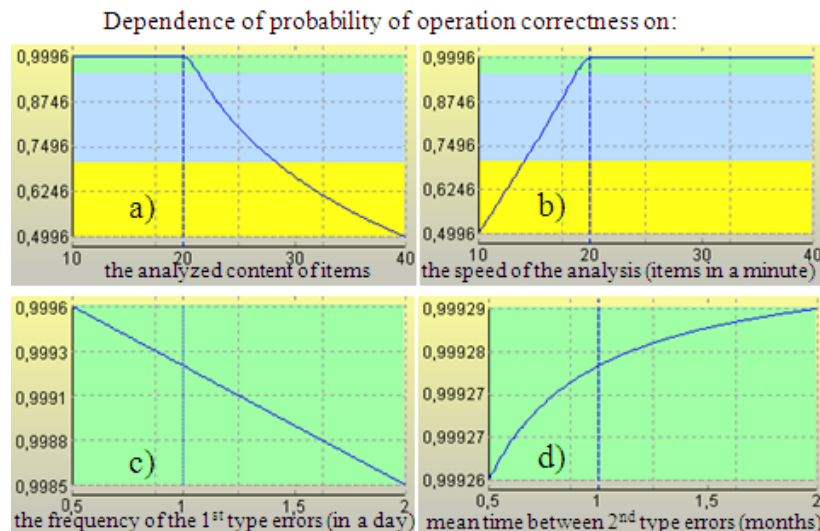 Dependence of probability of operation correctness on:
0,9996
0,8746
0,7496
0,6246
0,4996
a)
10 20 30 40
the analyzed content of items
0,9996
0,8746
0,7496
0,6246
0,4996
b)
10 20 30 40
the speed of the analysis (items in a minute)
0,9996
0,9993
0,9991
0,9988
0,9985
c)
0,5 1 1,5 2
the frequency of the 1st type errors (in a day)
0,99929
0,99928
0,99927
0,99927
0,99926
d)
0,5 1 1,5 2
mean time between 2nd type errors (months)